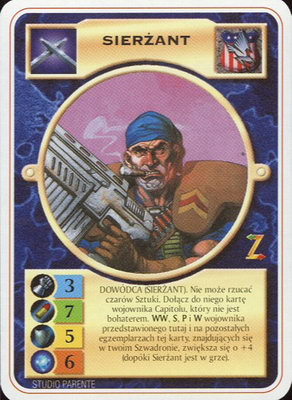 SIERŻANT
Z
3
7
5
6
DOWÓDCA (SIERŻANT). Nie może rzucać
czarów Sztuki. Dołącz do niego kartę
wojownika Capitolu, który nie jest
bohaterem. WW, S, P i W wojownika
przedstawionego tutaj i na pozostałych
egzemplarzach tej karty, znajdujących się
w twoim Szwadronie, zwiększa się o +4
(dopóki Sierżant jest w grze).
STUDIO PARENTE